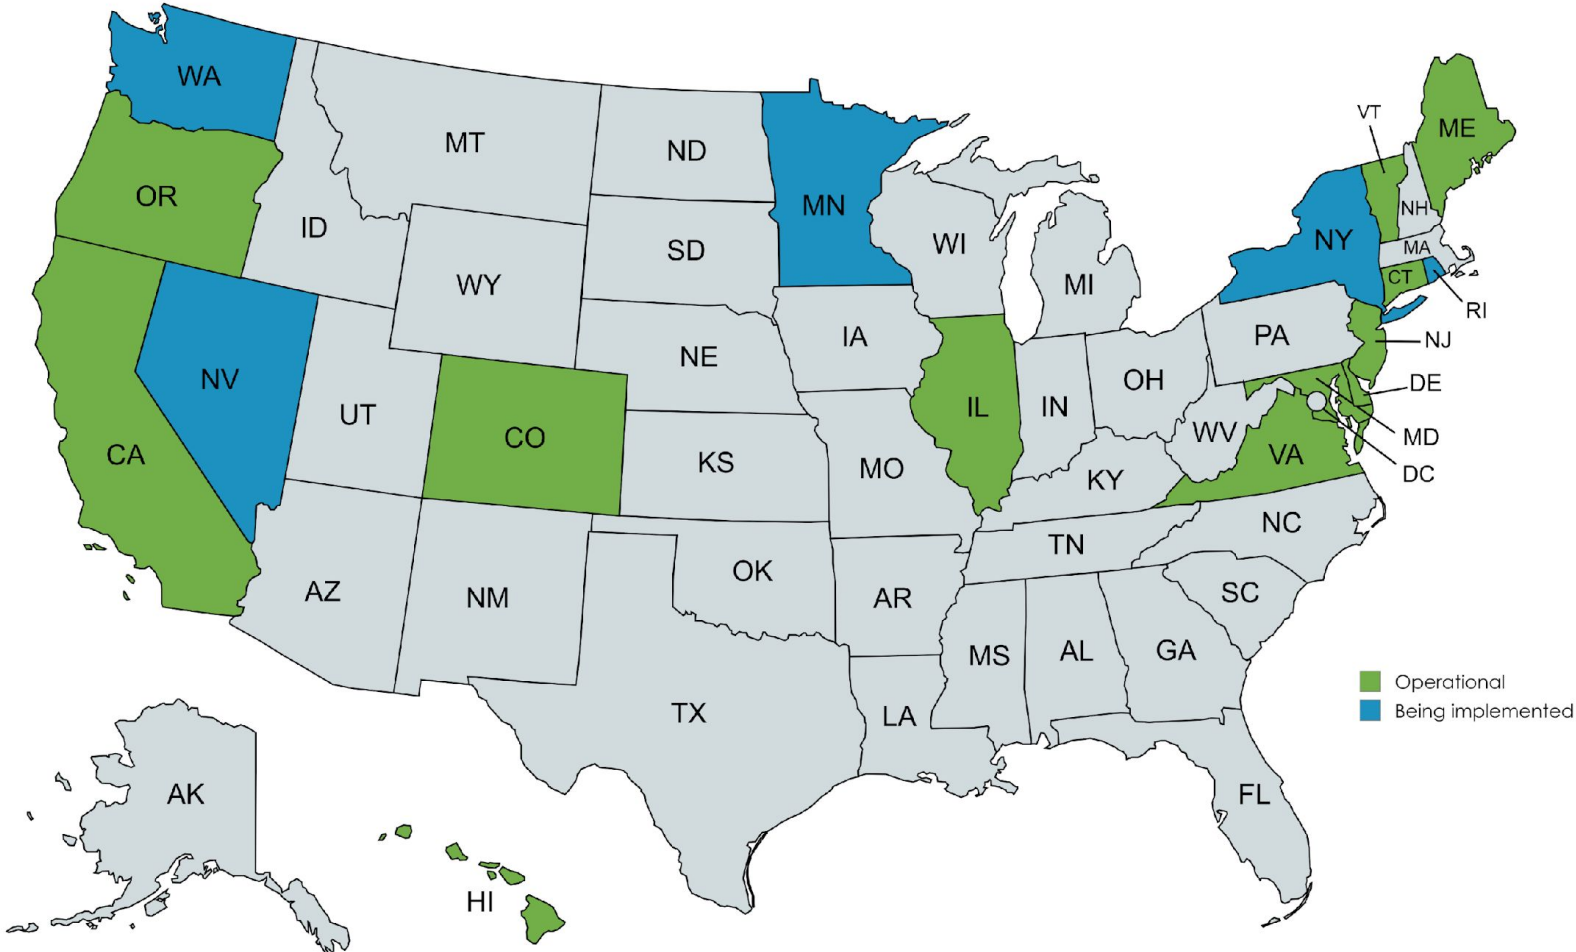 WA
MT
ND
MN
VT
ME
OR
ID
SD
WI
NH
NY
MA
WY
MI
CT
RI
IA
PA
NJ
NV
NE
OH
DE
UT
CO
IL
IN
MD
CA
KS
MO
WV
VA
DC
KY
NC
TN
OK
AZ
NM
AR
SC
MS
AL
GA
Operational
TX
LA
Being implemented
AK
FL
HI